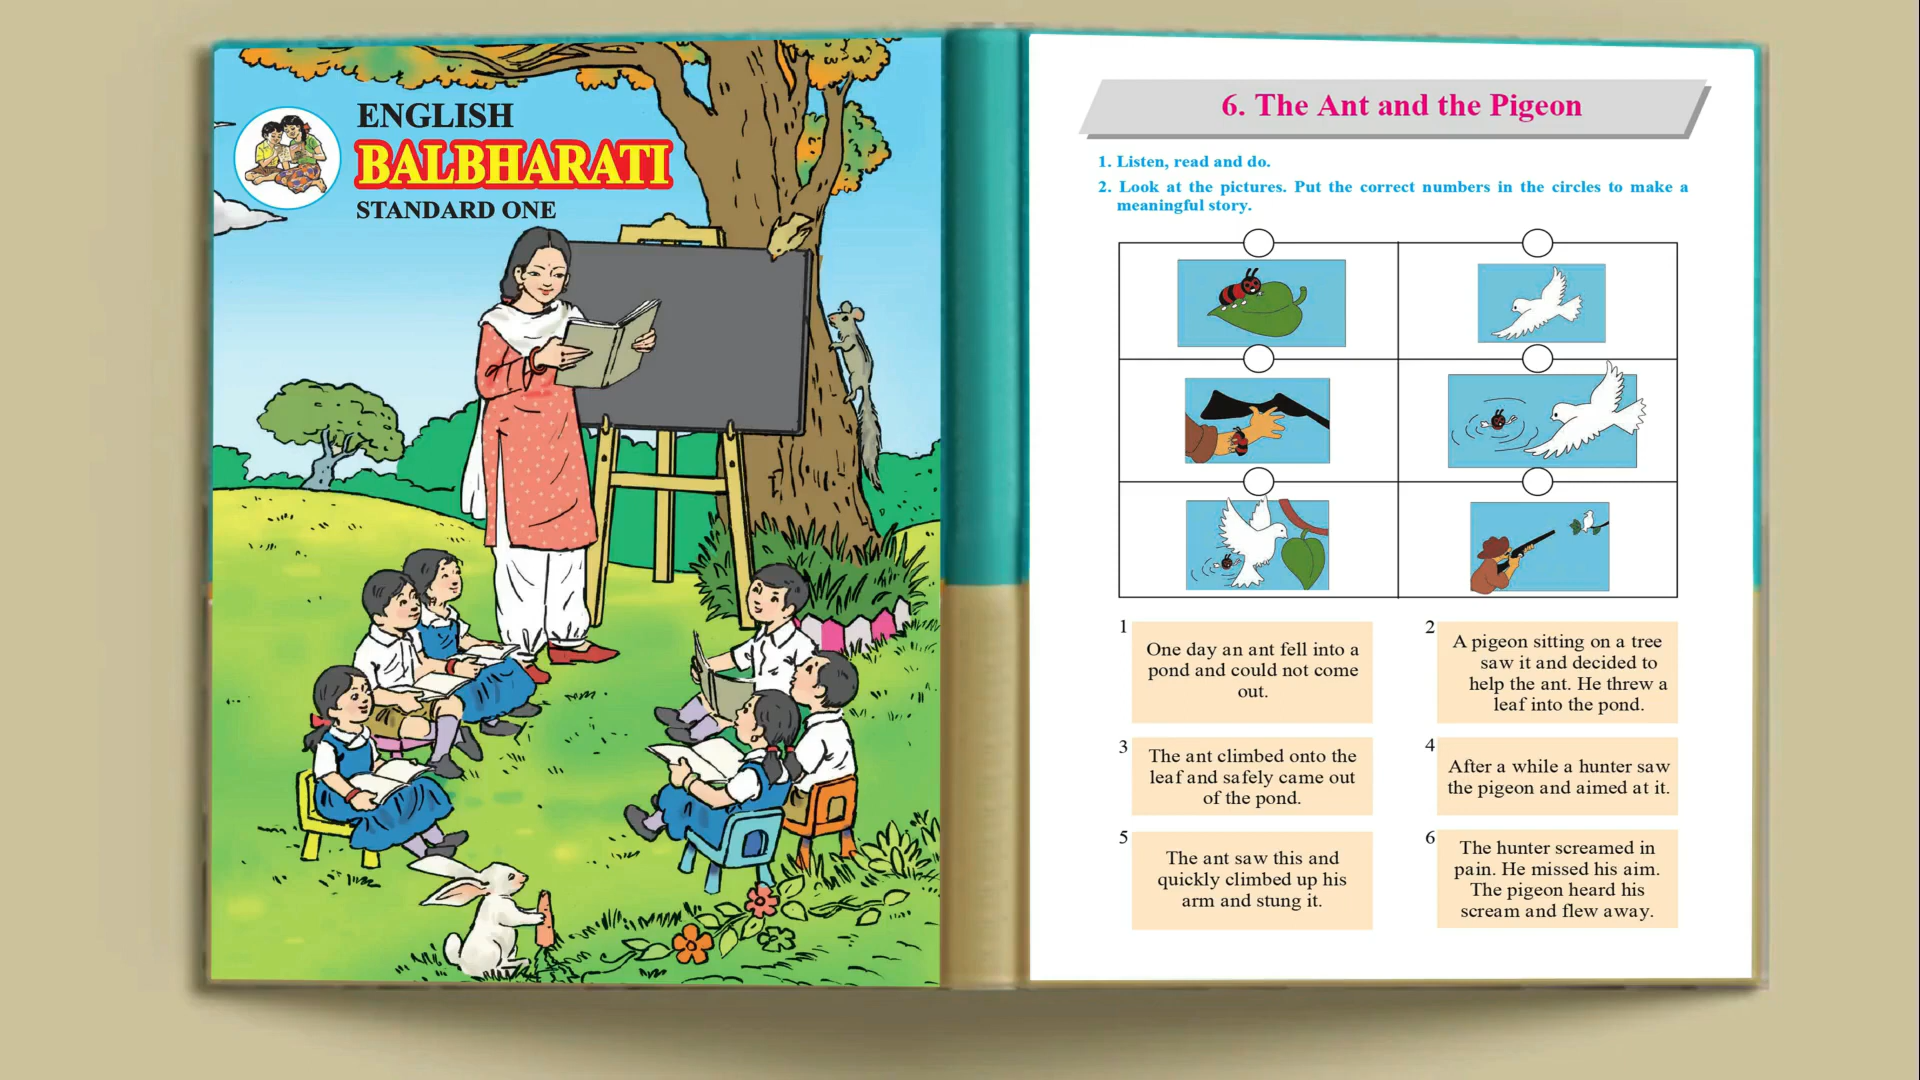 ENGLISH
BALBHARATI
STANDARD ONE
6. The Ant and the Pigeon
1. Listen, read and do.
2. Look at the pictures. Put the correct numbers in the circles to make a
meaningful story.
1
One day an ant fell into a
pond and could not come
out.
2
A pigeon sitting on a tree
saw it and decided to
help the ant. He threw a
leaf into the pond.
3
The ant climbed onto the
leaf and safely came out
of the pond.
4
After a while a hunter saw
the pigeon and aimed at it.
5
The ant saw this and
quickly climbed up his
arm and stung it.
6
The hunter screamed in
pain. He missed his aim.
The pigeon heard his
scream and flew away.